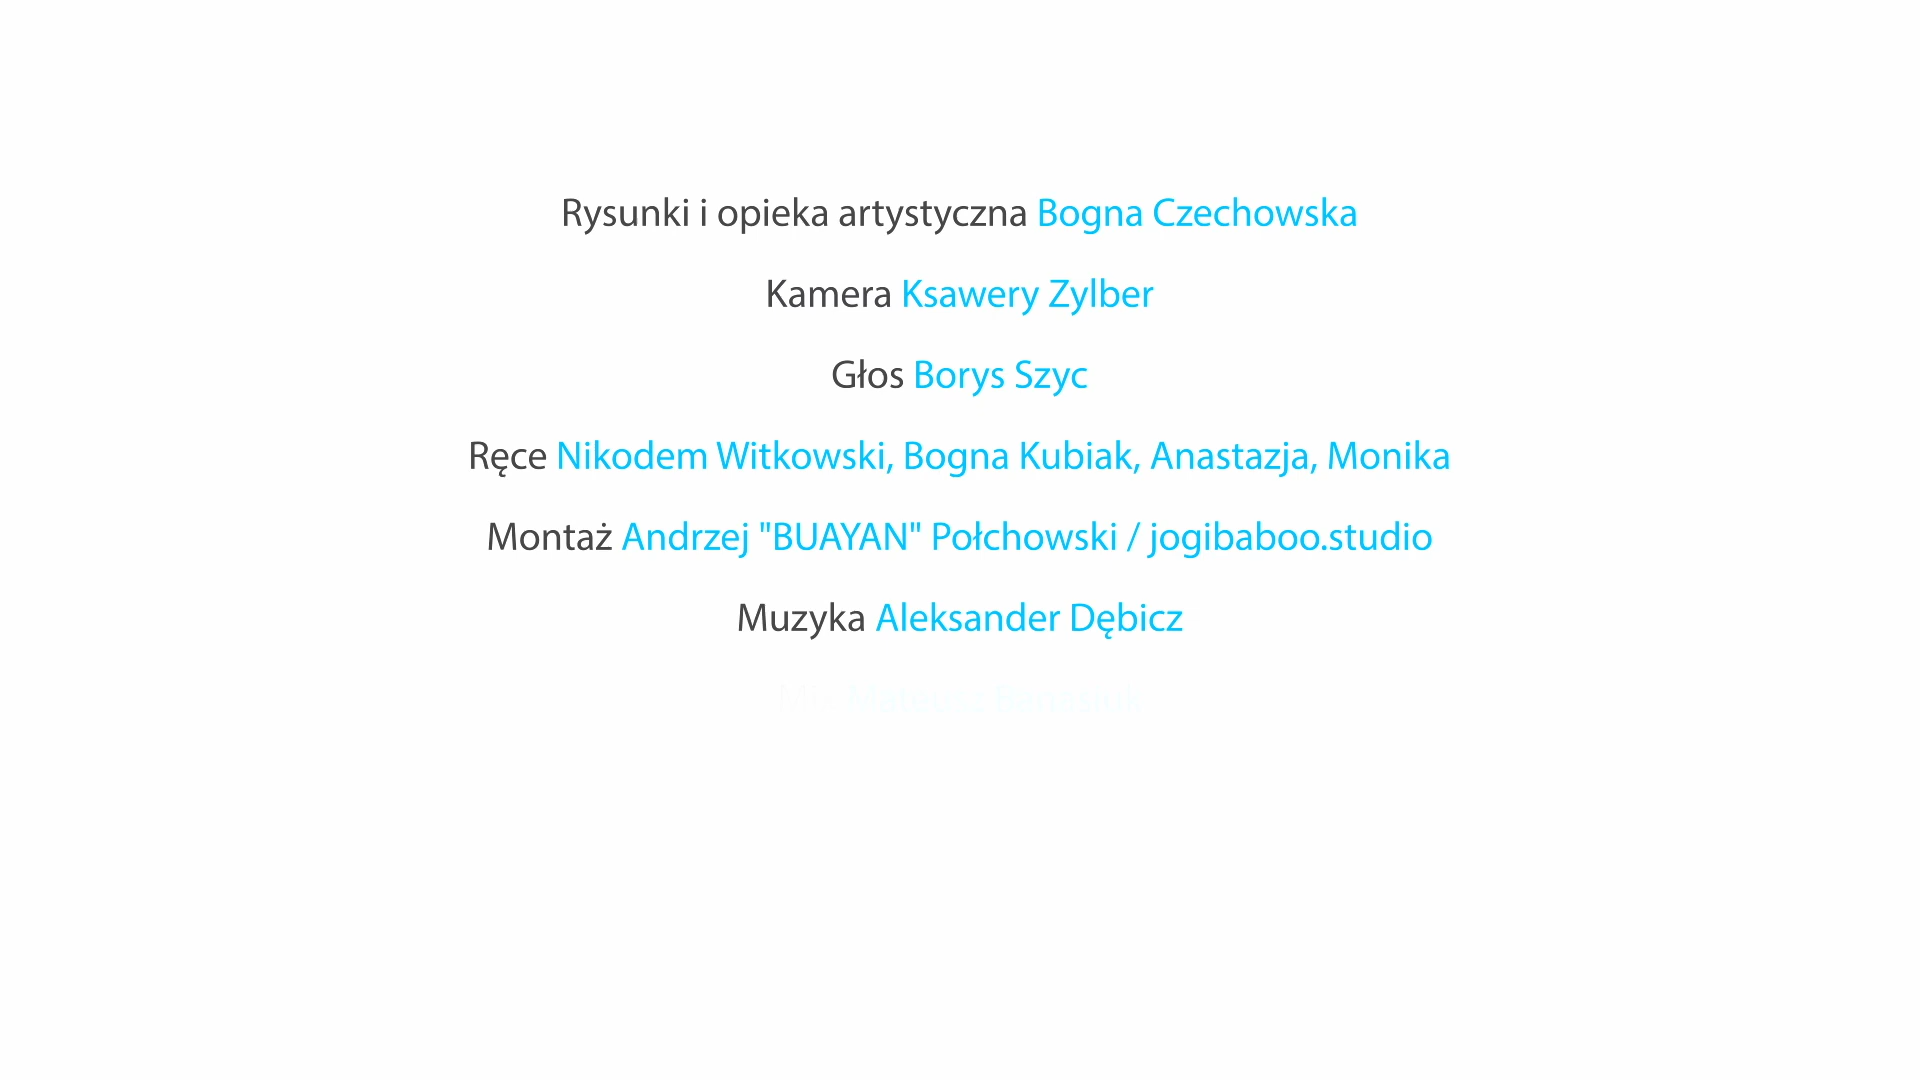 Rysunki i opieka artystyczna Bogna Czechowska
Kamera Ksawery Zylber
Głos Borys Szyc
Ręce Nikodem Witkowski, Bogna Kubiak, Anastazja, Monika
Montaż Andrzej "BUAYAN" Połchowski / jogibaboo.studio
Muzyka Aleksander Dębicz